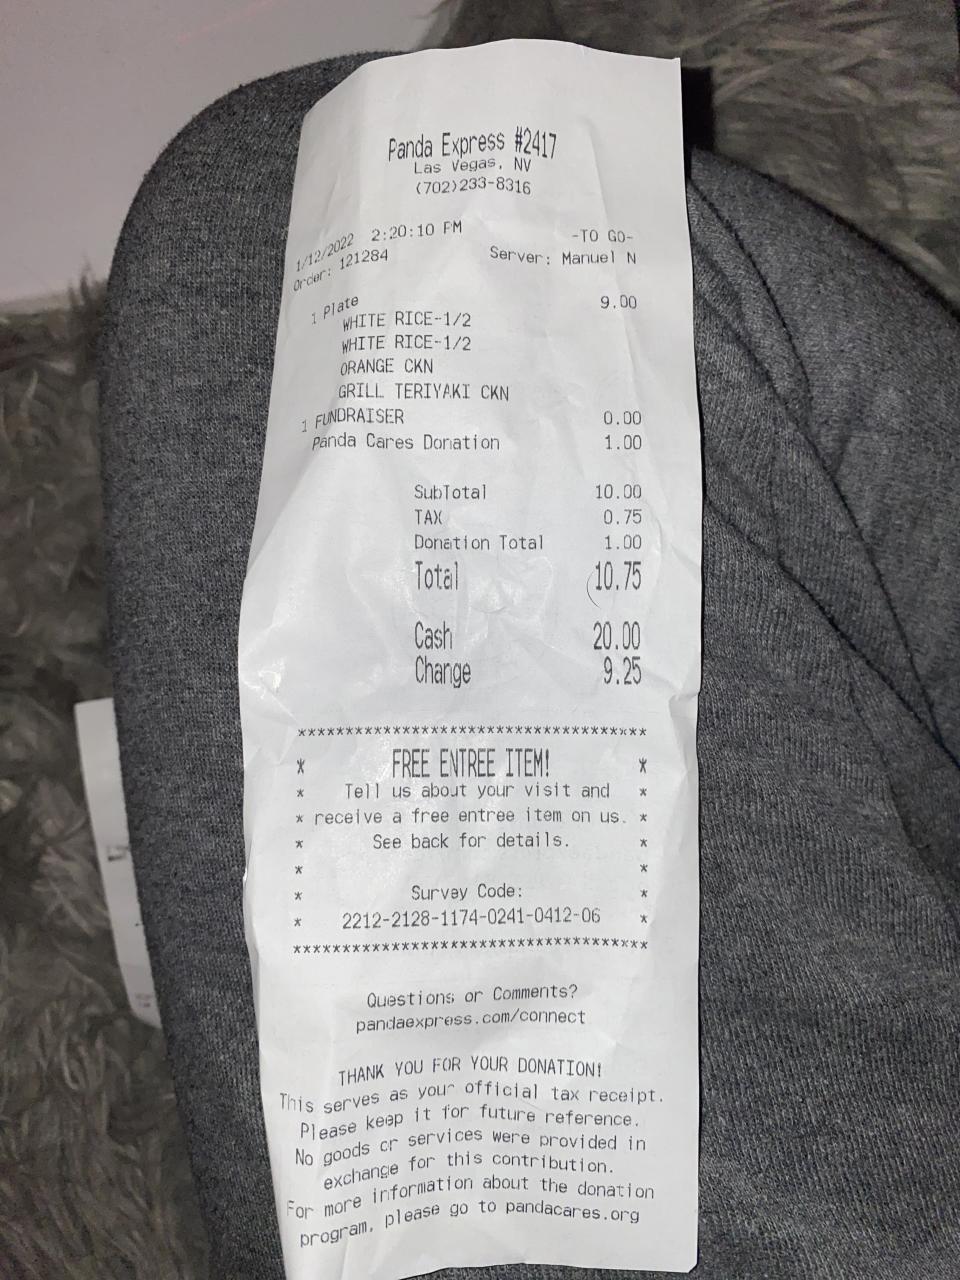 Panda Express #2417
Las Vegas, NV
(702)233-8316
1/12/2022 2:20:10 PM -TO GO-
Order: 121284 Server: Manuel N
1 Plate 9.00
WHITE RICE-1/2
WHITE RICE-1/2
ORANGE CKN
GRILL TERIYAKI CKN
1 FUNDRAISER 0.00
Panda Cares Donation 1.00
SubTotal 10.00
TAX 0.75
Donation Total 1.00
Total 10.75
Cash 20.00
Change 9.25
*************************************
* FREE ENTREE ITEM! *
* Tell us about your visit and *
* receive a free entree item on us. *
* See back for details. *
* *
* Survey Code: *
* 2212-2128-1174-0241-0412-06 *
*************************************
Questions or Comments?
pandaexpress.com/connect
THANK YOU FOR YOUR DONATION!
This serves as your official tax receipt.
Please keep it for future reference.
No goods or services were provided in
exchange for this contribution.
For more information about the donation
program, please go to pandacares.org